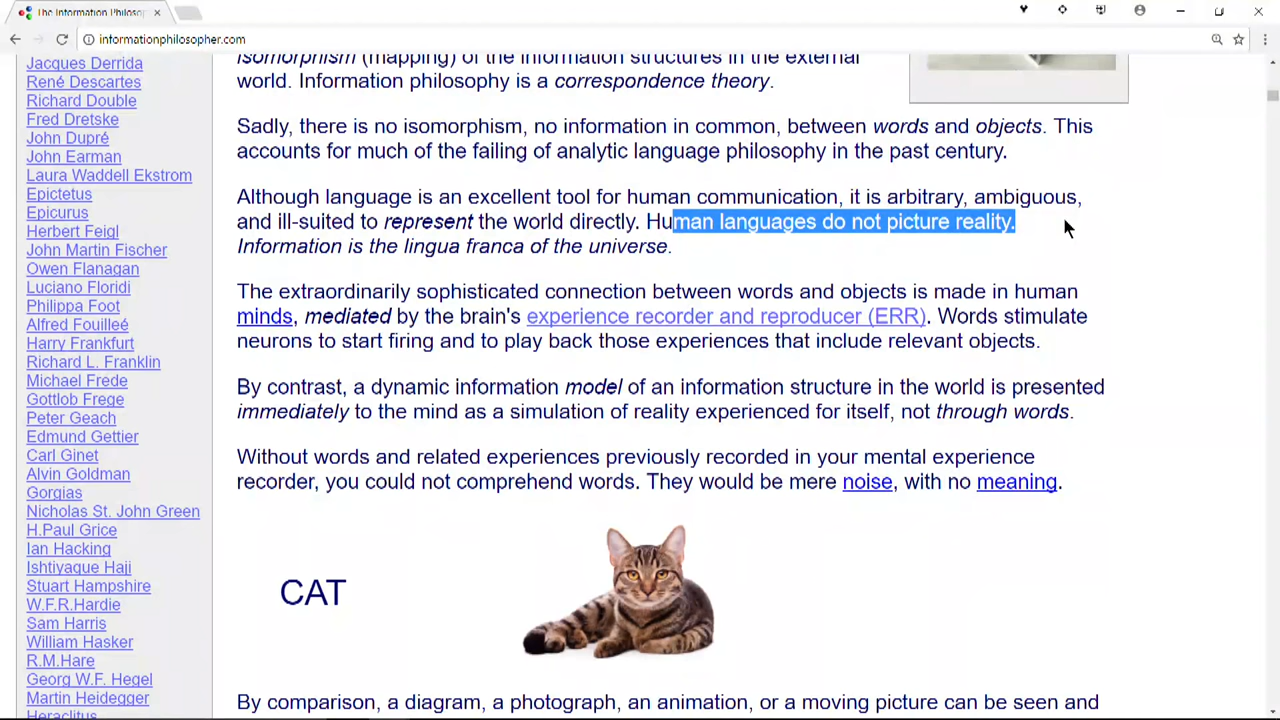 The Information Philosop
informationphilosopher.com
Jacques Derrida
René Descartes
Richard Double
Fred Dretske
John Dupré
John Earman
Laura Waddell Ekstrom
Epictetus
Epicurus
Herbert Feigl
John Martin Fischer
Owen Flanagan
Luciano Floridi
Philippa Foot
Alfred Fouilleé
Harry Frankfurt
Richard L. Franklin
Michael Frede
Gottlob Frege
Peter Geach
Edmund Gettier
Carl Ginet
Alvin Goldman
Gorgias
Nicholas St. John Green
H.Paul Grice
Ian Hacking
Ishtiyaque Haji
Stuart Hampshire
W.F.R.Hardie
Sam Harris
William Hasker
R.M.Hare
Georg W.F. Hegel
Martin Heidegger
Heraclitus
isomorphism (mapping) of the information structures in the external
world. Information philosophy is a correspondence theory.
Sadly, there is no isomorphism, no information in common, between words and objects. This
accounts for much of the failing of analytic language philosophy in the past century.
Although language is an excellent tool for human communication, it is arbitrary, ambiguous,
and ill-suited to represent the world directly. Human languages do not picture reality.
Information is the lingua franca of the universe.
The extraordinarily sophisticated connection between words and objects is made in human
minds, mediated by the brain's experience recorder and reproducer (ERR). Words stimulate
neurons to start firing and to play back those experiences that include relevant objects.
By contrast, a dynamic information model of an information structure in the world is presented
immediately to the mind as a simulation of reality experienced for itself, not through words.
Without words and related experiences previously recorded in your mental experience
recorder, you could not comprehend words. They would be mere noise, with no meaning.
CAT
By comparison, a diagram, a photograph, an animation, or a moving picture can be seen and